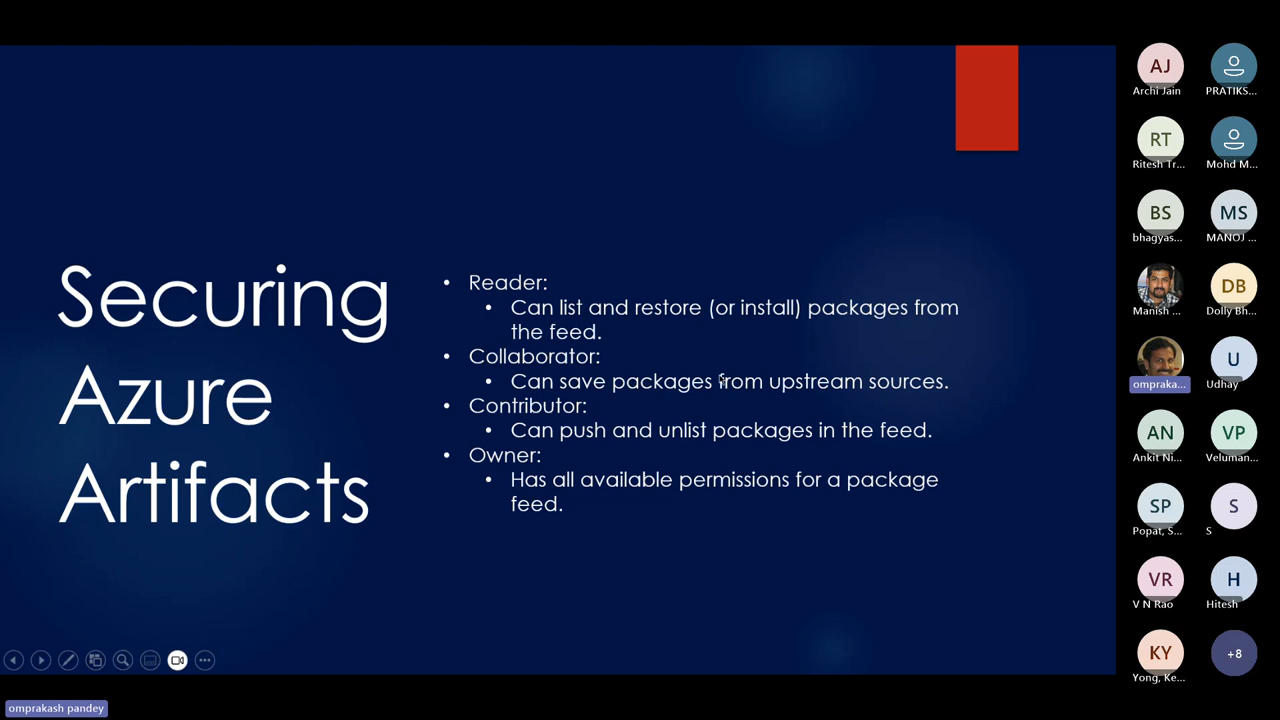 Securing
Azure
Artifacts
• Reader:
• Can list and restore (or install) packages from
the feed.
• Collaborator:
• Can save packages from upstream sources.
• Contributor:
• Can push and unlist packages in the feed.
• Owner:
• Has all available permissions for a package
feed.
AJ
Archi Jain
PRATIKS...
RT
Ritesh Tr...
Mohd M...
BS
bhagyas...
MS
MANOJ ...
Manish ...
DB
Dolly Bh...
ompraka...
U
Udhay
AN
Ankit Ni...
VP
Veluman...
SP
Popat, S...
S
S
VR
V N Rao
H
Hitesh
KY
Yong, Ke...
+8
omprakash pandey